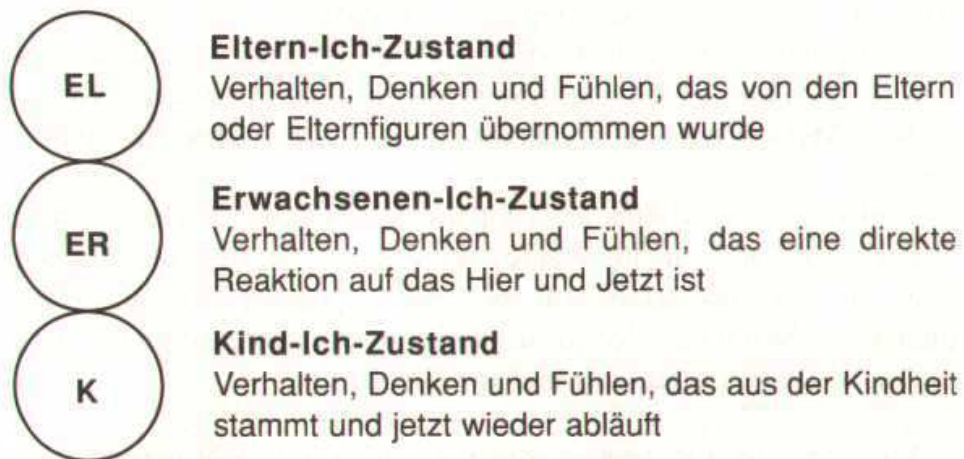 EL
Eltern-Ich-Zustand
Verhalten, Denken und Fühlen, das von den Eltern
oder Elternfiguren übernommen wurde
ER
Erwachsenen-Ich-Zustand
Verhalten, Denken und Fühlen, das eine direkte
Reaktion auf das Hier und Jetzt ist
K
Kind-Ich-Zustand
Verhalten, Denken und Fühlen, das aus der Kindheit
stammt und jetzt wieder abläuft